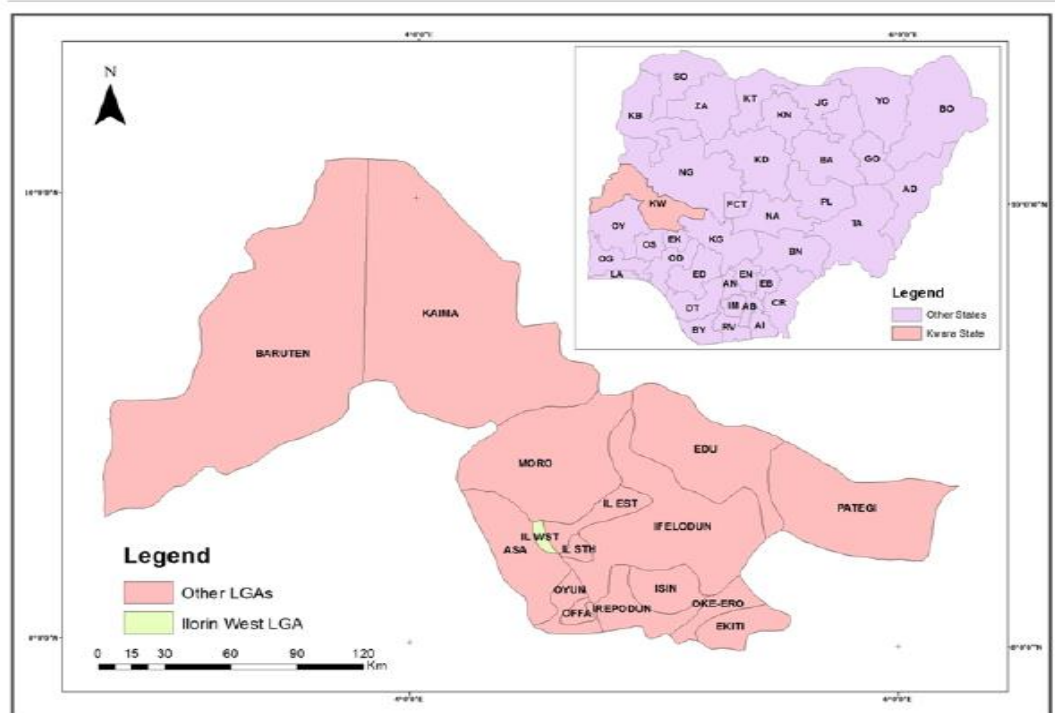 N
SO
KT
JG
YO
BO
ZA
KN
KB
KD
BA
GO
NG
AD
KW
FCT
PL
NA
TA
OY
OS
EK
KG
BN
OG
OD
LA
ED
EN
AN
EB
DT
IM
AB
CR
BY
RV
AI
Legend
Other States
Kwara State
KAIMA
BARUTEN
MORO
EDU
PATEGI
IL EST
IFELODUN
IL WST
ASA
IL STH
OYUN
ISIN
OFFA
IREPODUN
OKE-ERO
EKITI
Legend
Other LGAs
Ilorin West LGA
0 15 30 60 90 120
Km